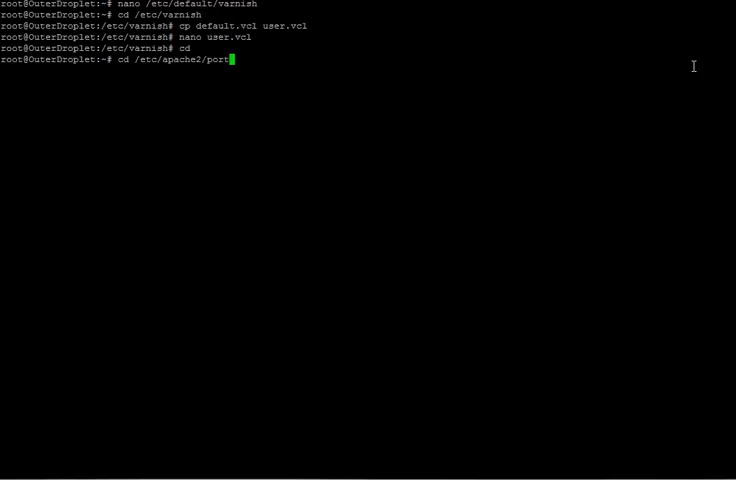 root@OuterDroplet:~# nano /etc/default/varnish
root@OuterDroplet:~# cd /etc/varnish
root@OuterDroplet:/etc/varnish# cp default.vcl user.vcl
root@OuterDroplet:/etc/varnish# nano user.vcl
root@OuterDroplet:/etc/varnish# cd
root@OuterDroplet:~# cd /etc/apache2/port